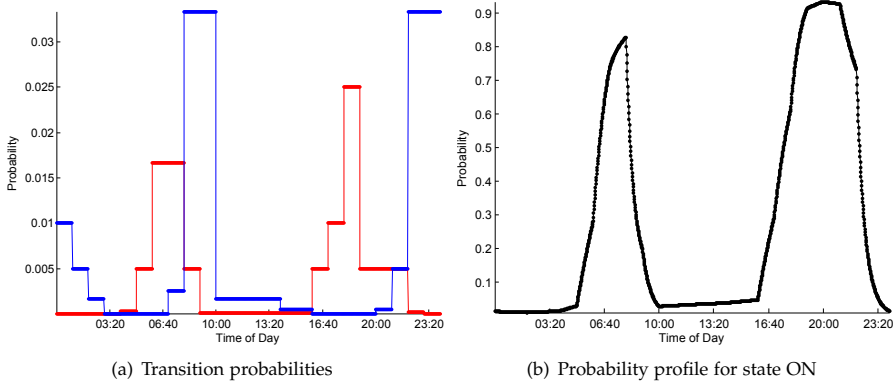 0.03
0.025
0.02
0.015
0.01
0.005
Probability
03:20 06:40 10:00 13:20 16:40 20:00 23:20
Time of Day
(a) Transition probabilities
0.9
0.8
0.7
0.6
0.5
0.4
0.3
0.2
0.1
Probability
03:20 06:40 10:00 13:20 16:40 20:00 23:20
Time of Day
(b) Probability profile for state ON